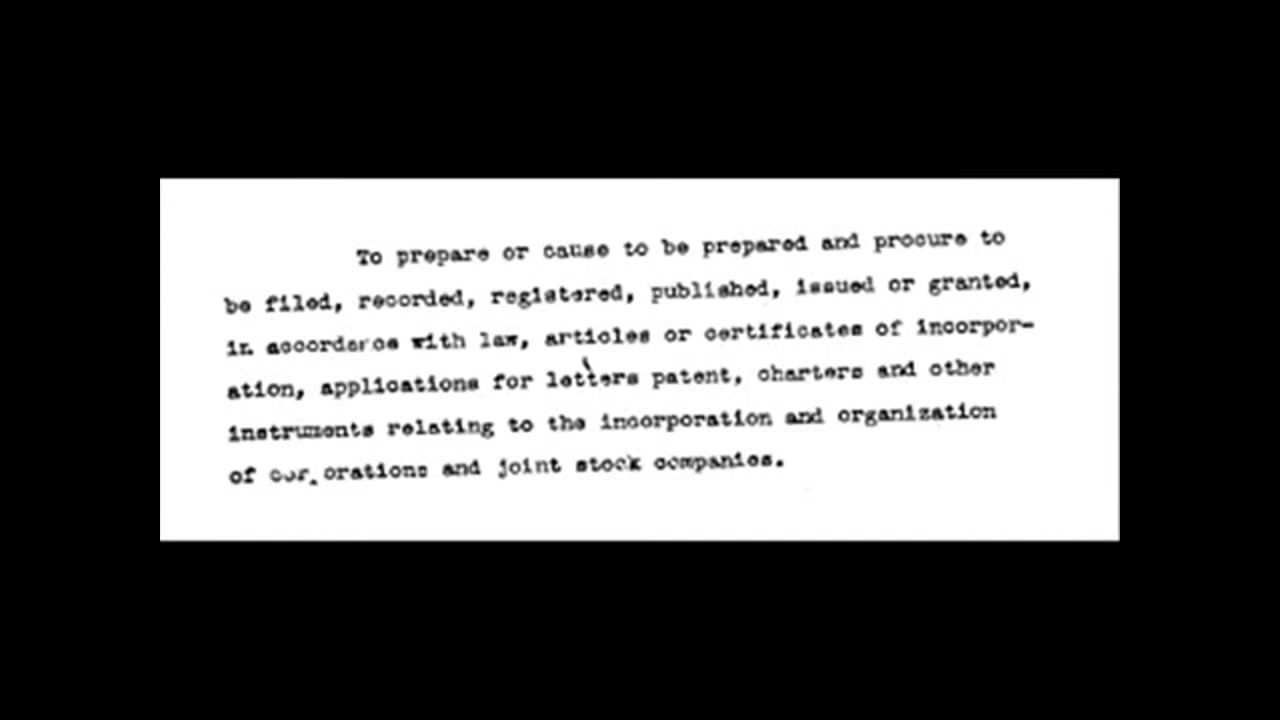 To prepare or cause to be prepared and procure to
be filed, recorded, registered, published, issued or granted,
in accordance with law, articles or certificates of incorpor-
ation, applications for letters patent, charters and other
instruments relating to the incorporation and organization
of corporations and joint stock companies.